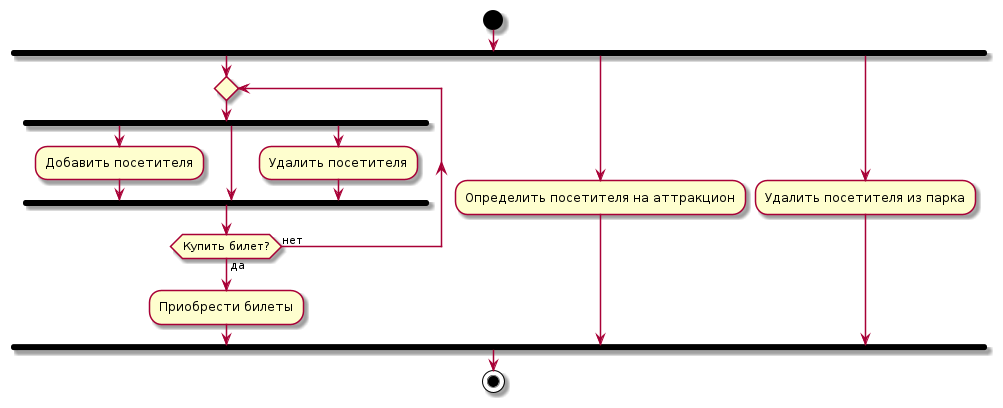 Добавить посетителя
Удалить посетителя
Определить посетителя на аттракцион
Удалить посетителя из парка
Купить билет?
нет
да
Приобрести билеты